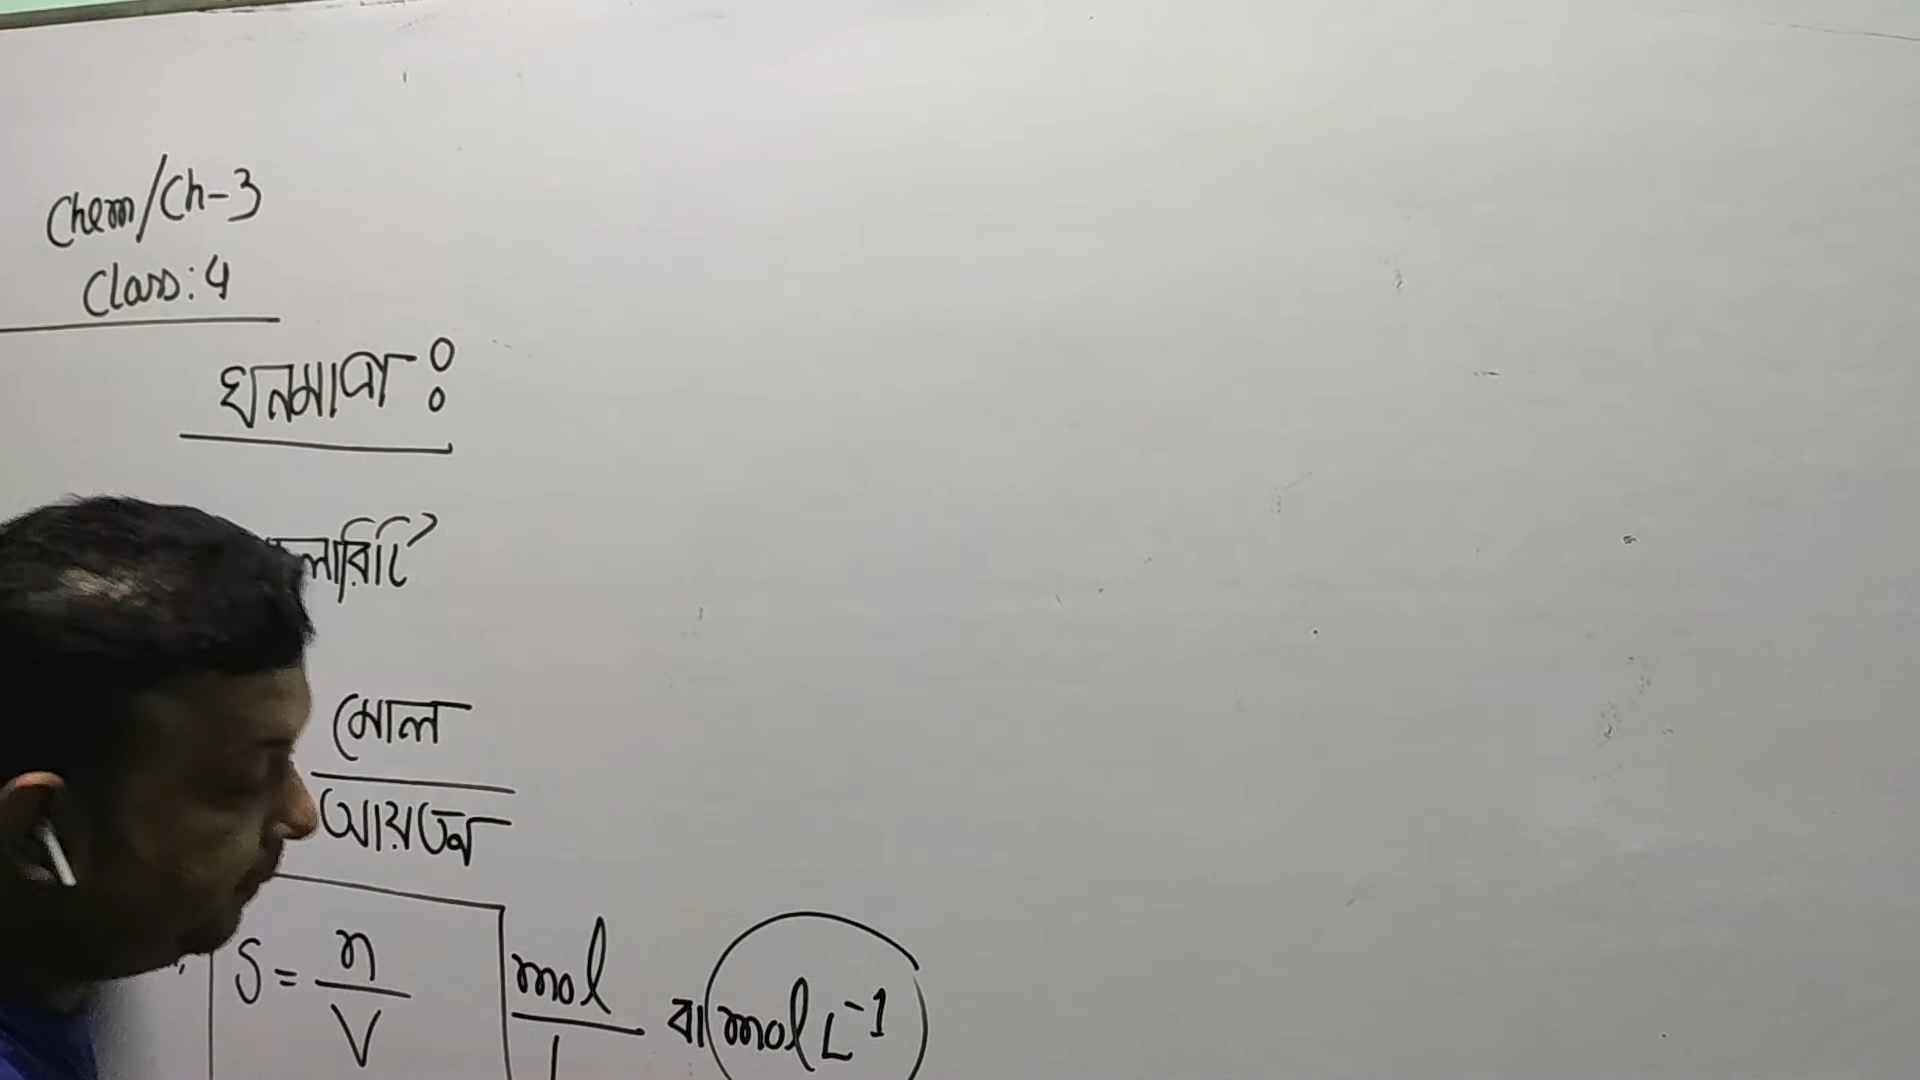 Chem/Ch-3
Class: 4
ঘনমাত্রা:
মোল
আয়তন
S = n/V mol/L বা mol L⁻¹